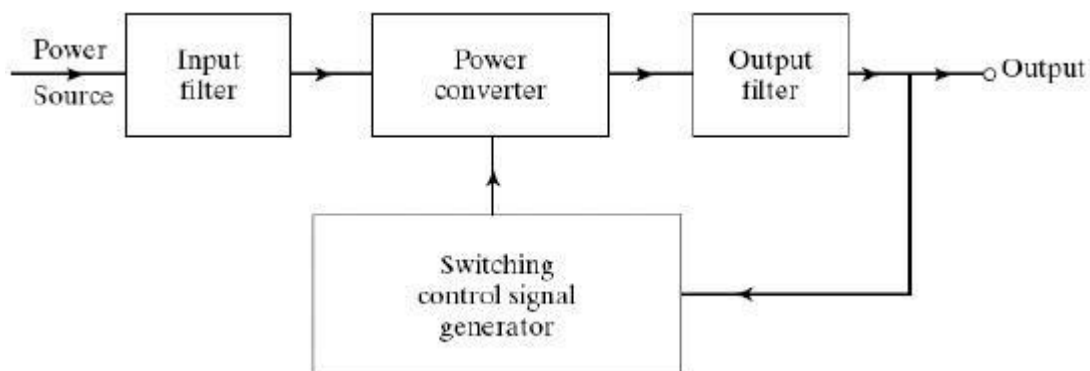 Power
Source
Input
filter
Power
converter
Output
filter
Output
Switching
control signal
generator